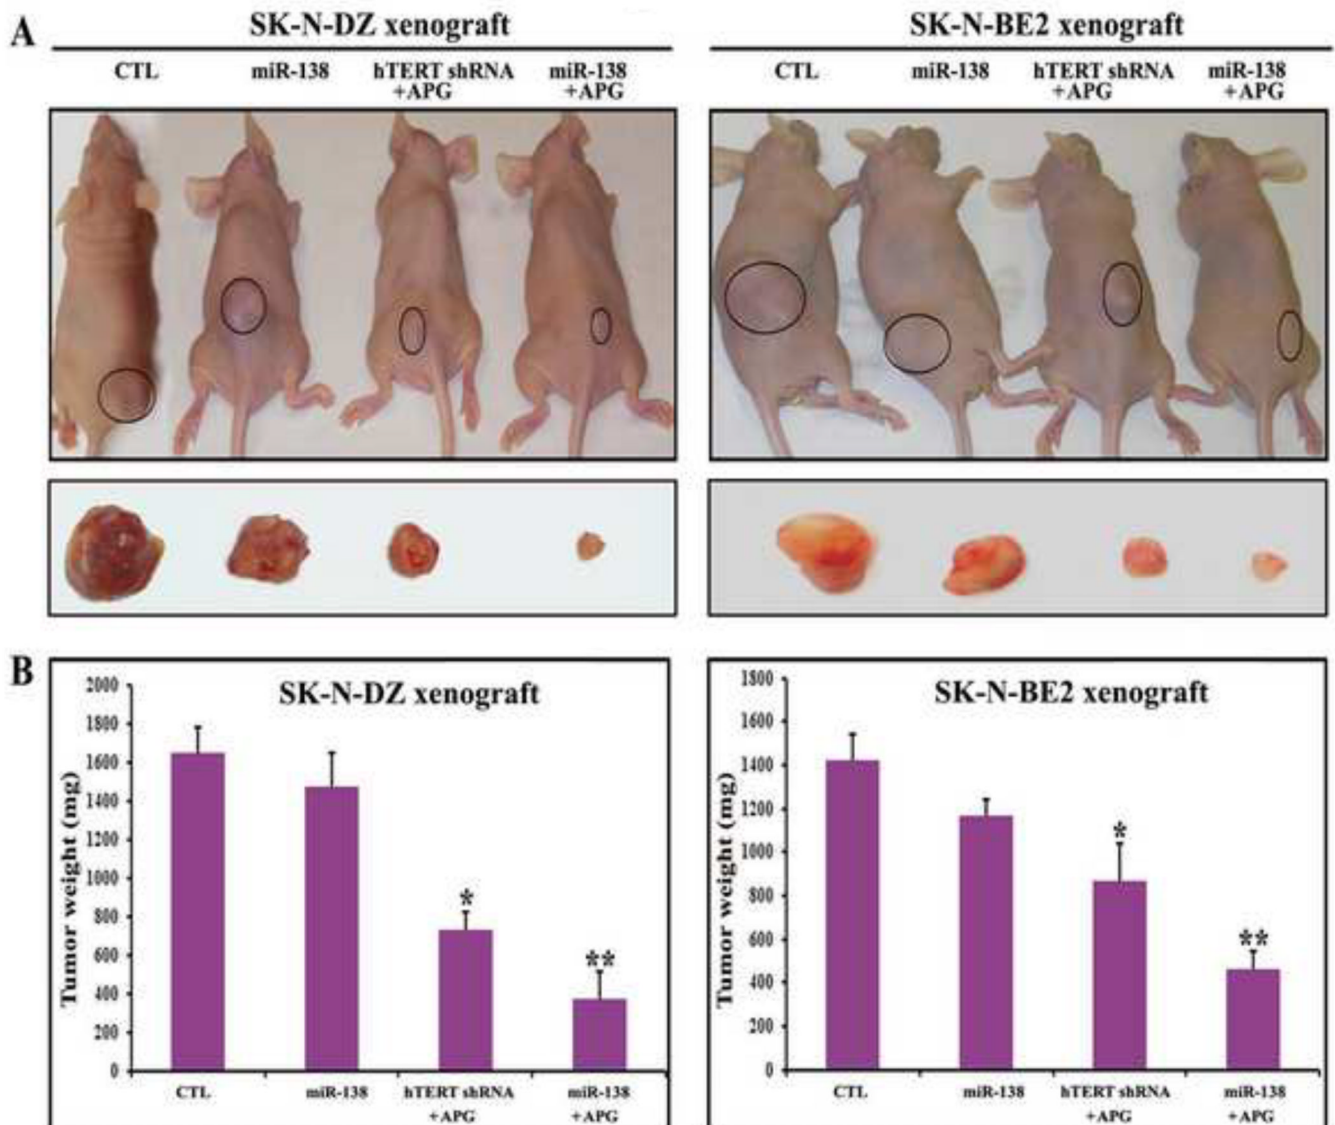 A
SK-N-DZ xenograft
CTL
miR-138
hTERT shRNA
+APG
miR-138
+APG
SK-N-BE2 xenograft
CTL
miR-138
hTERT shRNA
+APG
miR-138
+APG
B
SK-N-DZ xenograft
Tumor weight (mg)
2000
1800
1600
1400
1200
1000
800
600
400
200
0
*
**
CTL
miR-138
hTERT shRNA
+APG
miR-138
+APG
SK-N-BE2 xenograft
Tumor weight (mg)
1800
1600
1400
1200
1000
800
600
400
200
0
*
**
CTL
miR-138
hTERT shRNA
+APG
miR-138
+APG